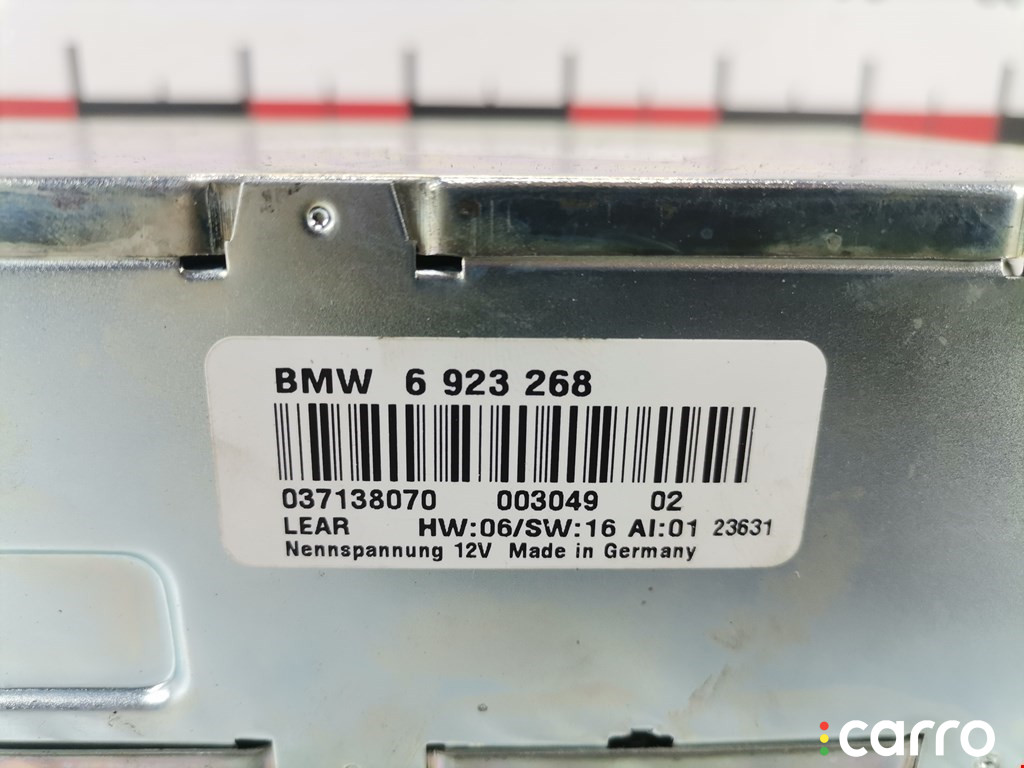 BMW 6 923 268
037138070 003049 02
LEAR HW:06/SW:16 AI:01 23631
Nennspannung 12V Made in Germany
carro